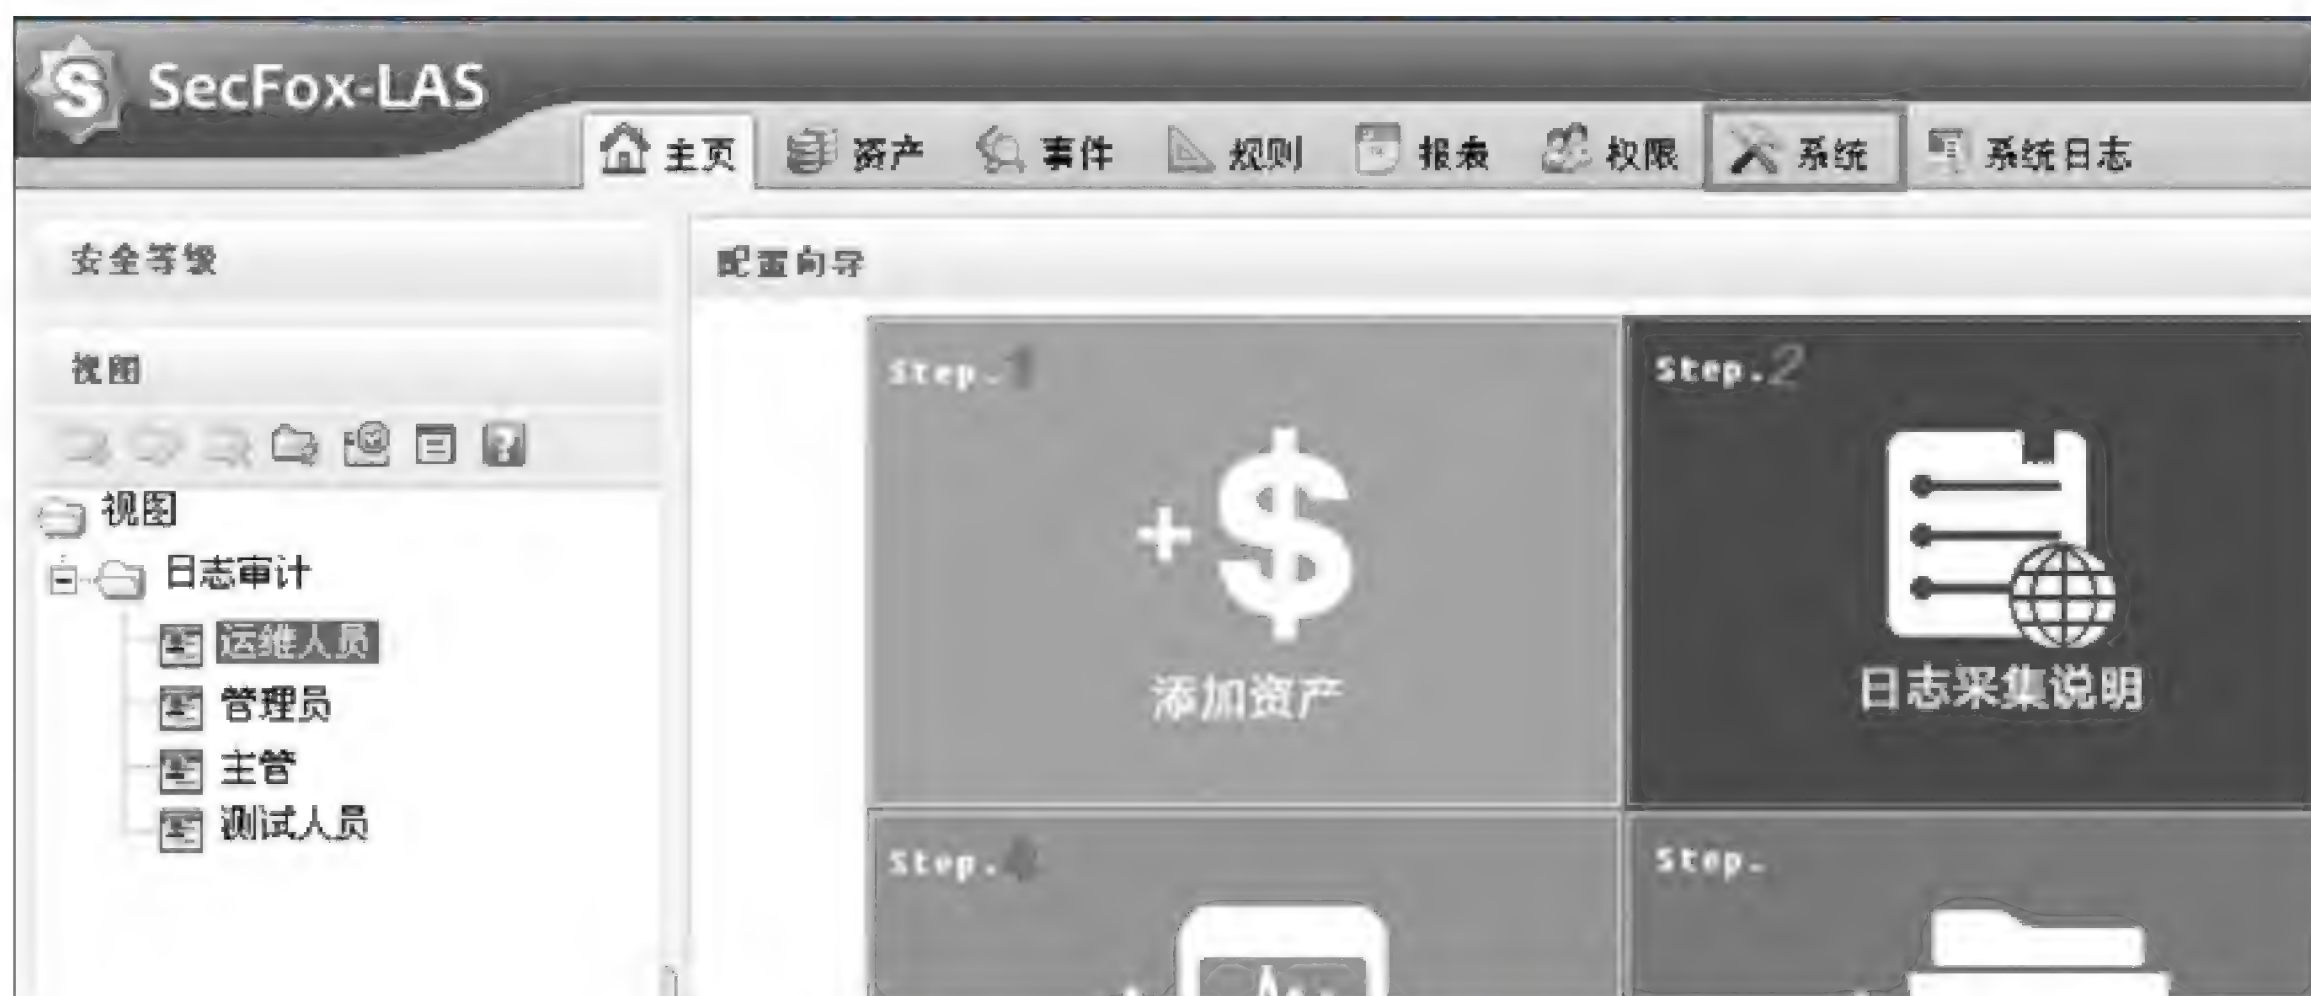 SecFox-LAS
主页 资产 事件 规则 报表 权限 系统 系统日志
安全等级
配置向导
视图
Step.1
Step.2
视图
日志审计
运维人员
管理员
主管
测试人员
添加资产
日志采集说明
Step.4
Step.